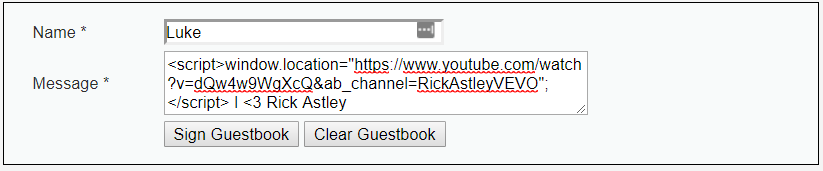 Name * Luke
Message * <script>window.location="https://www.youtube.com/watch
?v=dQw4w9WgXcQ&ab_channel=RickAstleyVEVO";
</script> I <3 Rick Astley
Sign Guestbook Clear Guestbook